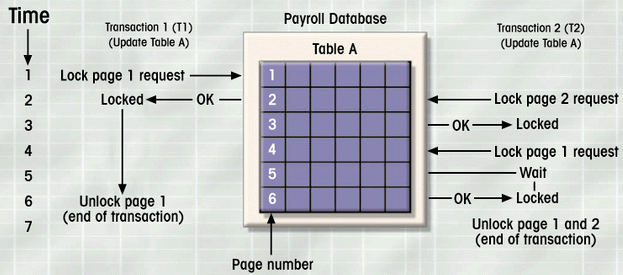 Time
Transaction 1 (T1)
(Update Table A)
Payroll Database
Transaction 2 (T2)
(Update Table A)
Table A
1 Lock page 1 request 1
2 Locked OK 2 Lock page 2 request
3 3 OK Locked
4 4 Lock page 1 request
5 5 Wait
6 Unlock page 1 6 OK Locked
(end of transaction)
7 Unlock page 1 and 2
(end of transaction)
Page number